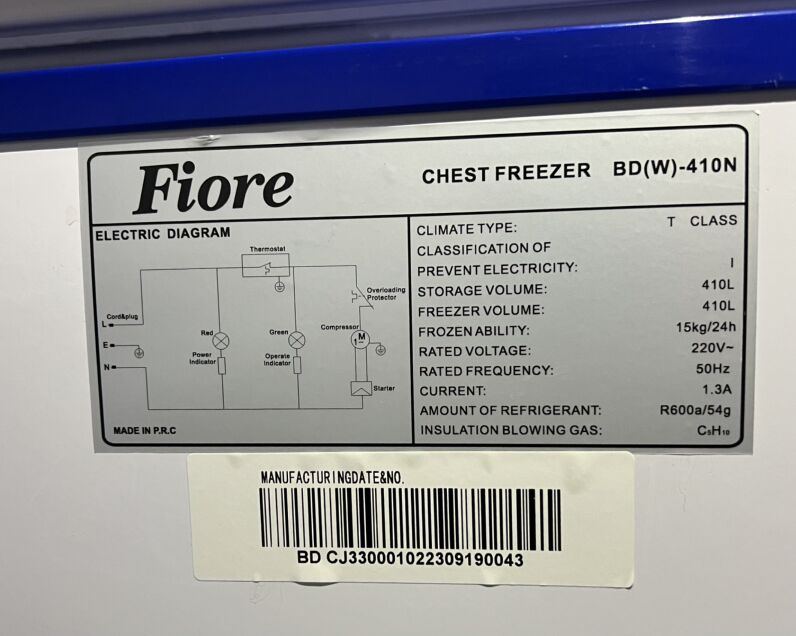 Fiore
CHEST FREEZER BD(W)-410N
ELECTRIC DIAGRAM
Thermostat
Cord&plug
L
E
N
Red
Power
Indicator
Green
Operate
Indicator
Overloading
Protector
Compressor
1 M
~
Starter
MADE IN P.R.C
CLIMATE TYPE: T CLASS
CLASSIFICATION OF
PREVENT ELECTRICITY: I
STORAGE VOLUME: 410L
FREEZER VOLUME: 410L
FROZEN ABILITY: 15kg/24h
RATED VOLTAGE: 220V~
RATED FREQUENCY: 50Hz
CURRENT: 1.3A
AMOUNT OF REFRIGERANT: R600a/54g
INSULATION BLOWING GAS: C₅H₁₀
MANUFACTURINGDATE&NO.
BD CJ330001022309190043